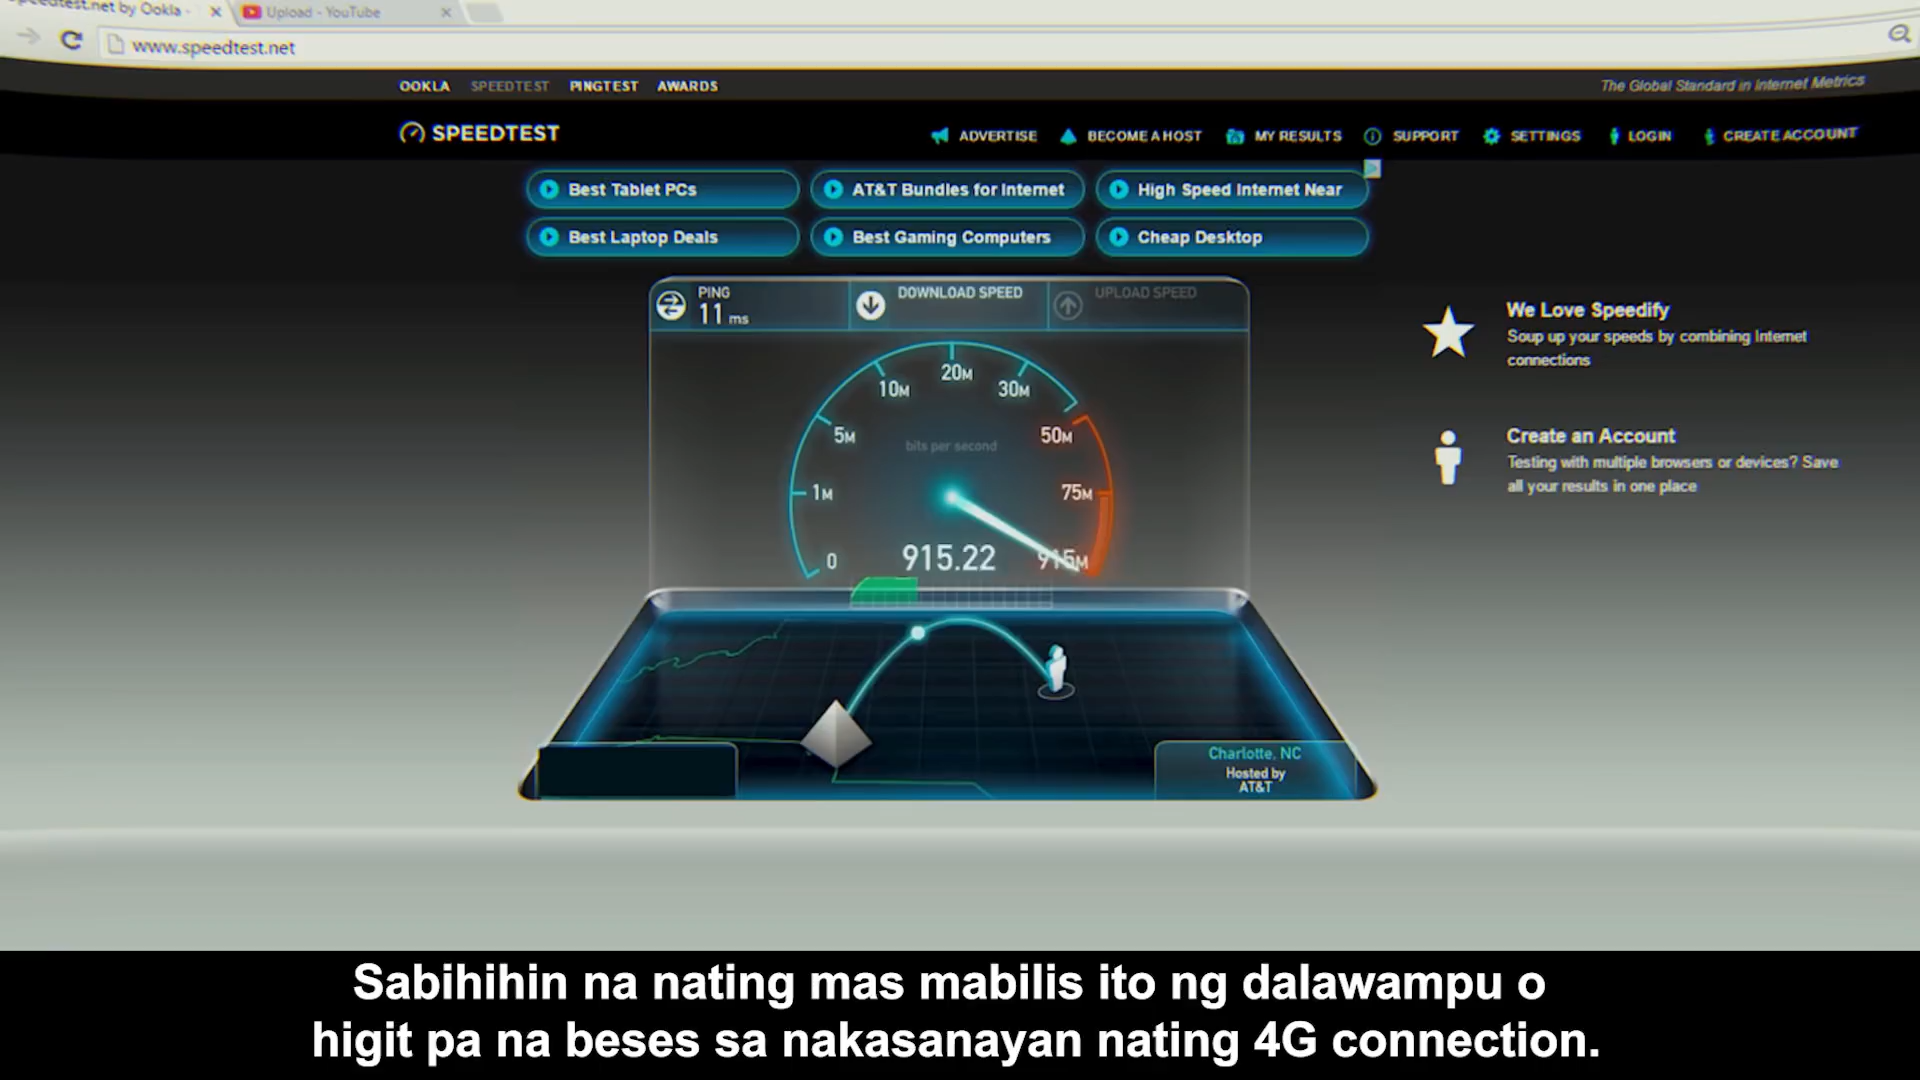 speedtest.net by Ookla -
Upload - YouTube
www.speedtest.net
OOKLA SPEEDTEST PINGTEST AWARDS
The Global Standard in Internet Metrics
SPEEDTEST
ADVERTISE BECOME A HOST MY RESULTS SUPPORT SETTINGS LOGIN CREATE ACCOUNT
Best Tablet PCs AT&T Bundles for Internet High Speed Internet Near
Best Laptop Deals Best Gaming Computers Cheap Desktop
PING
11 ms
DOWNLOAD SPEED
UPLOAD SPEED
We Love Speedify
Soup up your speeds by combining Internet
connections
20M
10M 30M
5M 50M
bits per second
1M 75M
0 915.22 915M
Create an Account
Testing with multiple browsers or devices? Save
all your results in one place
Charlotte, NC
Hosted by
AT&T
Sabihihin na nating mas mabilis ito ng dalawampu o
higit pa na beses sa nakasanayan nating 4G connection.